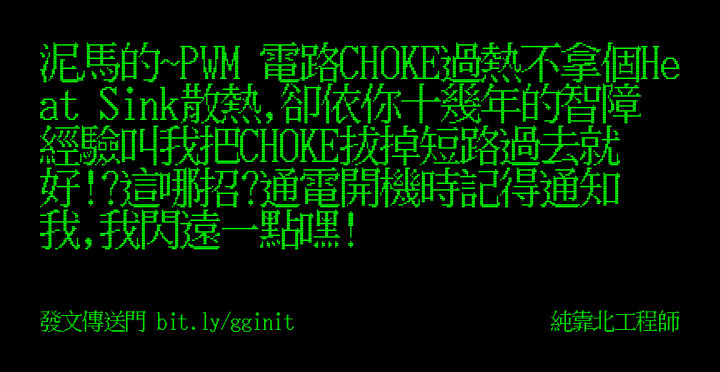 泥馬的~PWM 電路CHOKE過熱不拿個He
at Sink散熱,卻依你十幾年的智障
經驗叫我把CHOKE拔掉短路過去就
好!?這哪招?通電開機時記得通知
我,我閃遠一點嘿!
發文傳送門 bit.ly/gginit
純靠北工程師